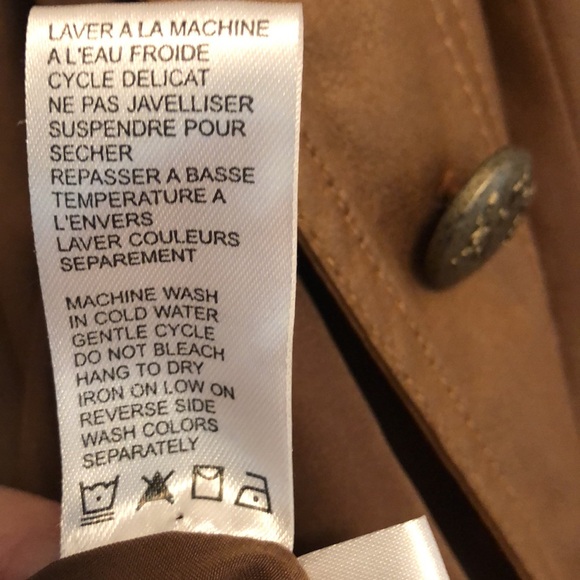 LAVER A LA MACHINE
A L'EAU FROIDE
CYCLE DELICAT
NE PAS JAVELLISER
SUSPENDRE POUR
SECHER
REPASSER A BASSE
TEMPERATURE A
L'ENVERS
LAVER COULEURS
SEPAREMENT
MACHINE WASH
IN COLD WATER
GENTLE CYCLE
DO NOT BLEACH
HANG TO DRY
IRON ON LOW ON
REVERSE SIDE
WASH COLORS
SEPARATELY